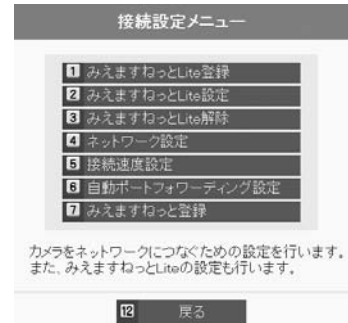 接続設定メニュー
1 みえますねっとLite登録
2 みえますねっとLite設定
3 みえますねっとLite解除
4 ネットワーク設定
5 接続速度設定
6 自動ポートフォワーディング設定
7 みえますねっと登録
カメラをネットワークにつなぐための設定を行います。
また、みえますねっとLiteの設定も行います。
12 戻る